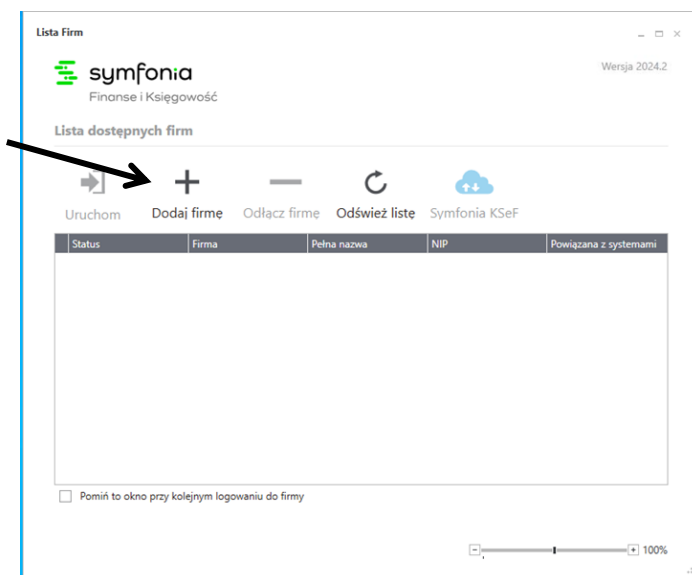 Lista Firm
symfonia
Wersja 2024.2
Finanse i Księgowość
Lista dostępnych firm
Uruchom Dodaj firmę Odłącz firmę Odśwież listę Symfonia KSeF
Status Firma Pełna nazwa NIP Powiązana z systemami
Pomiń to okno przy kolejnym logowaniu do firmy
100%